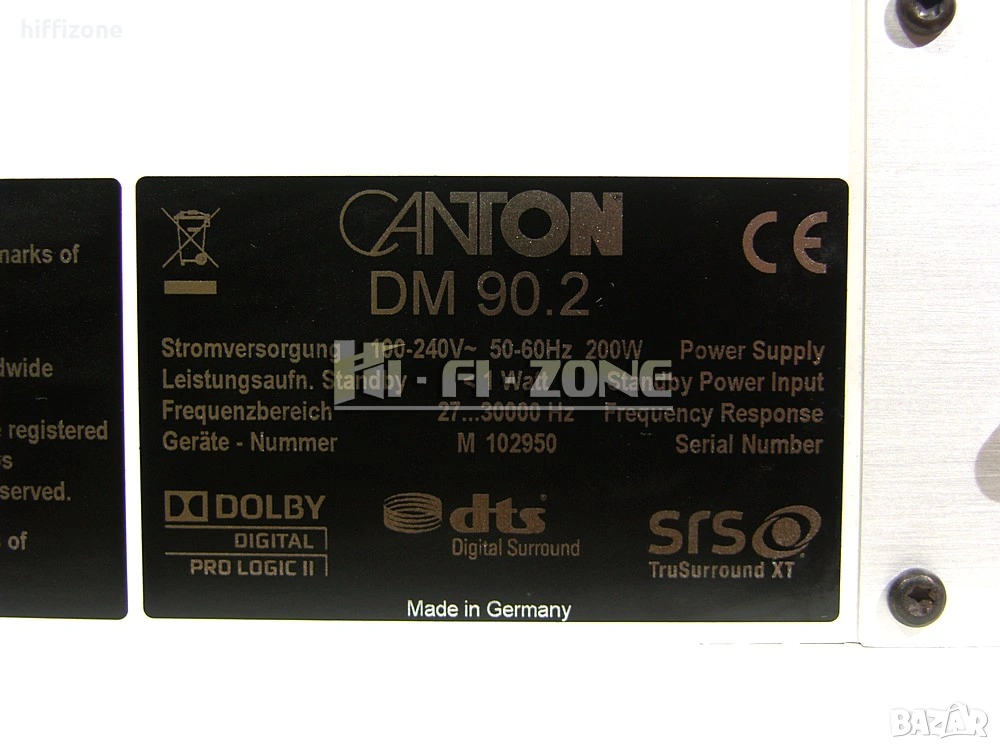 hiffizone
marks of
dwide
e registered
s
served.
of
CANTON
DM 90.2
CE
Stromversorgung 100-240V~ 50-60Hz 200W Power Supply
Leistungsaufn. Standby < 1 Watt Standby Power Input
Frequenzbereich 27...30000 Hz Frequency Response
Geräte - Nummer M 102950 Serial Number
HI-FI-ZONE
DOLBY
DIGITAL
PRO LOGIC II
dts
Digital Surround
SRS
TruSurround XT
Made in Germany
BAZAR